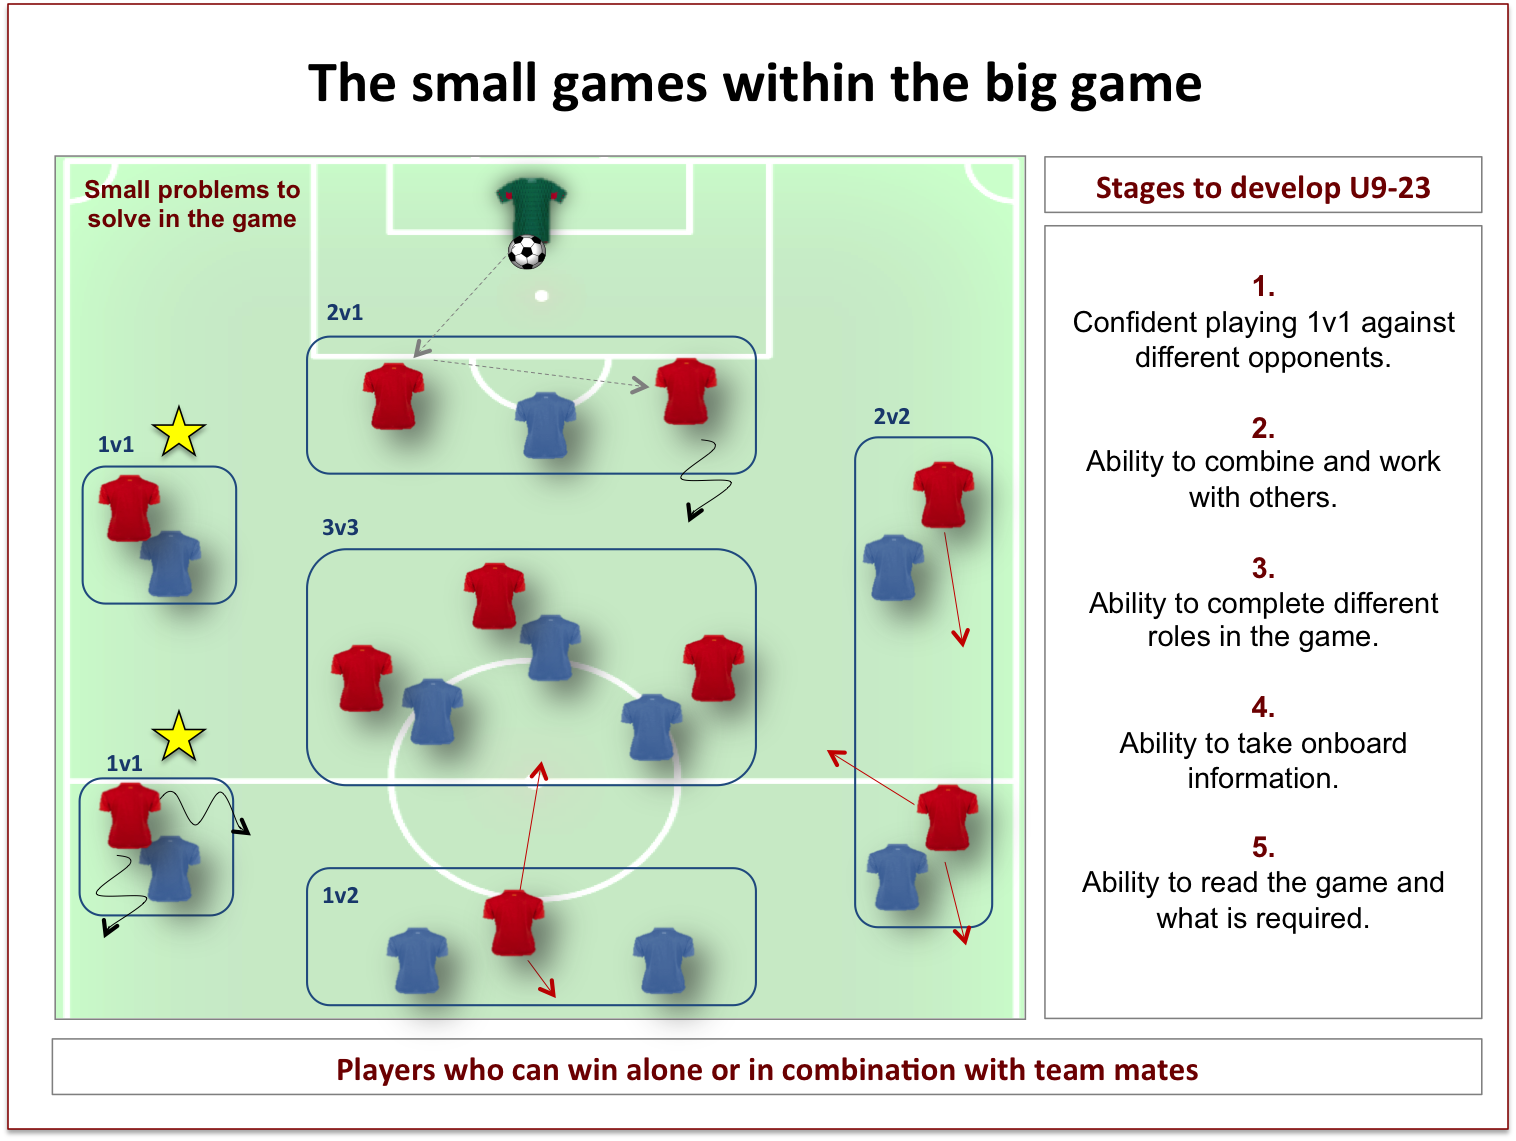 The small games within the big game
Small problems to
solve in the game
2v1
1v1
2v2
3v3
1v1
1v2
Stages to develop U9-23
1.
Confident playing 1v1 against
different opponents.
2.
Ability to combine and work
with others.
3.
Ability to complete different
roles in the game.
4.
Ability to take onboard
information.
5.
Ability to read the game and
what is required.
Players who can win alone or in combination with team mates